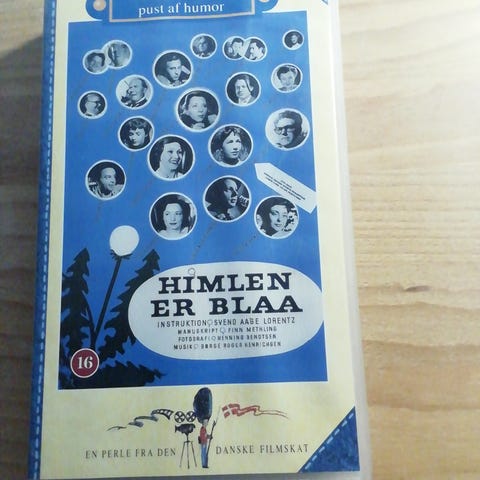 pust af humor
HIMLEN
ER BLAA
INSTRUKTION: SVEND AAGE LORENTZ
MANUSKRIPT: FINN METHLING
FOTOGRAFI: HENNING BENDTSEN
MUSIK: BØRGE ROGER HENRICHSEN
16
EN PERLE FRA DEN DANSKE FILMSKAT